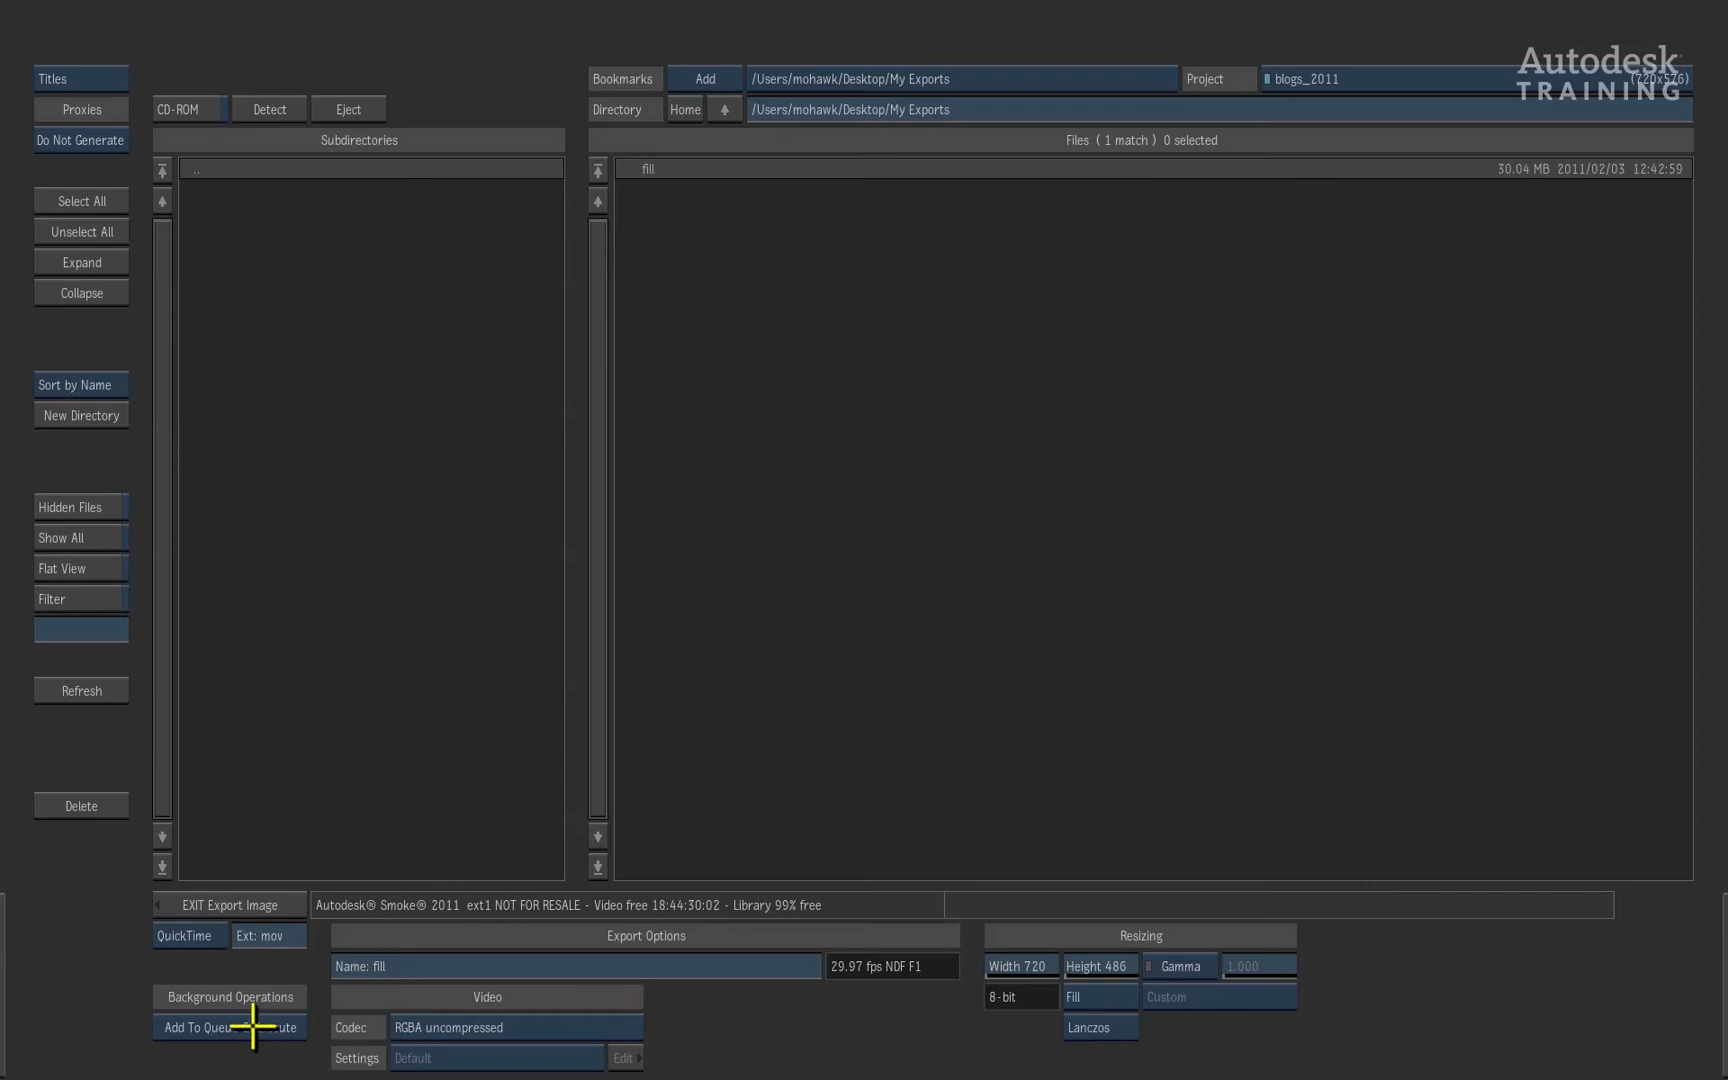 Autodesk
TRAINING
Titles
Bookmarks Add /Users/mohawk/Desktop/My Exports Project blogs_2011 (720x576)
Proxies CD-ROM Detect Eject Directory Home /Users/mohawk/Desktop/My Exports
Do Not Generate Subdirectories Files ( 1 match ) 0 selected
.. fill 30.04 MB 2011/02/03 12:42:59
Select All
Unselect All
Expand
Collapse
Sort by Name
New Directory
Hidden Files
Show All
Flat View
Filter
Refresh
Delete
EXIT Export Image Autodesk® Smoke® 2011 ext1 NOT FOR RESALE - Video free 18:44:30:02 - Library 99% free
QuickTime Ext: mov Export Options Resizing
Name: fill 29.97 fps NDF F1 Width 720 Height 486 Gamma 1.000
Background Operations Video 8-bit Fill Custom
Add To Codec RGBA uncompressed Lanczos
Settings Default Edit